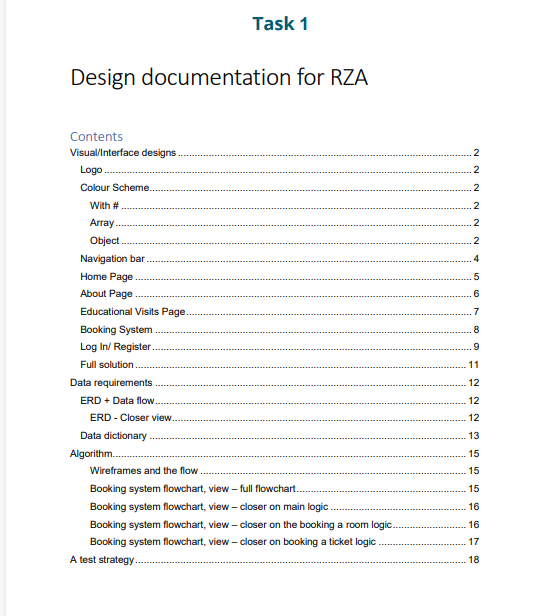 Task 1
Design documentation for RZA
Contents
Visual/Interface designs 2
Logo 2
Colour Scheme 2
With # 2
Array 2
Object 2
Navigation bar 4
Home Page 5
About Page 6
Educational Visits Page 7
Booking System 8
Log In/ Register 9
Full solution 11
Data requirements 12
ERD + Data flow 12
ERD - Closer view 12
Data dictionary 13
Algorithm 15
Wireframes and the flow 15
Booking system flowchart, view – full flowchart 15
Booking system flowchart, view – closer on main logic 16
Booking system flowchart, view – closer on the booking a room logic 16
Booking system flowchart, view – closer on booking a ticket logic 17
A test strategy 18